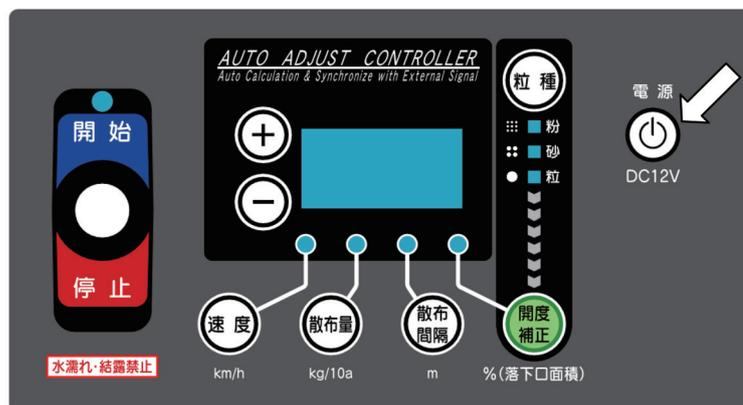 開始
停止
水濡れ・結露禁止
AUTO ADJUST CONTROLLER
Auto Calculation & Synchronize with External Signal
+
−
速度
km/h
散布量
kg/10a
散布
間隔
m
粒種
粉
砂
粒
開度
補正
%(落下口面積)
電源
DC12V